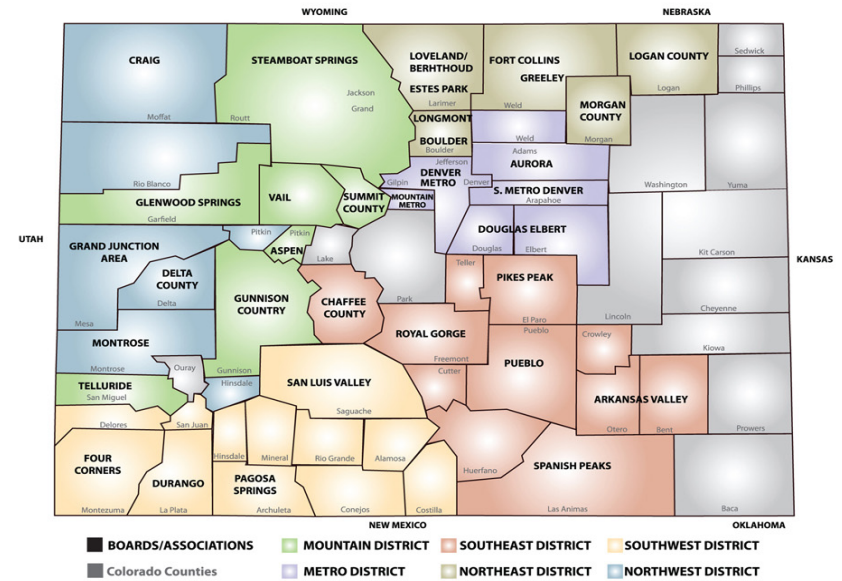 WYOMING
NEBRASKA
CRAIG
Moffat
STEAMBOAT SPRINGS
Jackson
Grand
Routt
LOVELAND/
BERHTHOUD
ESTES PARK
Larimer
FORT COLLINS
GREELEY
Weld
LOGAN COUNTY
Logan
Sedwick
Phillips
MORGAN
COUNTY
Morgan
LONGMONT
BOULDER
Boulder
Weld
Adams
AURORA
Washington
Yuma
Rio Blanco
GLENWOOD SPRINGS
Garfield
VAIL
SUMMIT
COUNTY
Gilpin
Jefferson
DENVER
METRO
Denver
MOUNTAIN
METRO
S. METRO DENVER
Arapahoe
UTAH
GRAND JUNCTION
AREA
Mesa
Pitkin
Pitkin
ASPEN
Lake
Park
DOUGLAS ELBERT
Douglas
Elbert
Kit Carson
KANSAS
DELTA
COUNTY
Delta
GUNNISON
COUNTRY
Gunnison
CHAFFEE
COUNTY
Teller
PIKES PEAK
El Paro
Lincoln
Cheyenne
MONTROSE
Montrose
Ouray
Hinsdale
ROYAL GORGE
Freemont
Pueblo
PUEBLO
Crowley
Kiowa
TELLURIDE
San Miguel
SAN LUIS VALLEY
Saguache
Cutter
ARKANSAS VALLEY
Otero
Bent
Prowers
Delores
San Juan
FOUR
CORNERS
Montezuma
DURANGO
La Plata
Hinsdale
Mineral
Rio Grande
Alamosa
PAGOSA
SPRINGS
Archuleta
Conejos
Costilla
Huerfano
SPANISH PEAKS
Las Animas
Baca
NEW MEXICO
OKLAHOMA
BOARDS/ASSOCIATIONS
MOUNTAIN DISTRICT
SOUTHEAST DISTRICT
SOUTHWEST DISTRICT
Colorado Counties
METRO DISTRICT
NORTHEAST DISTRICT
NORTHWEST DISTRICT